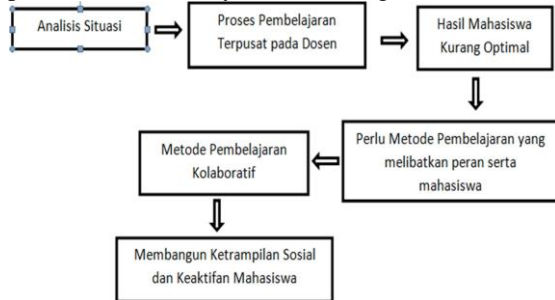 Analisis Situasi
Proses Pembelajaran
Terpusat pada Dosen
Hasil Mahasiswa
Kurang Optimal
Perlu Metode Pembelajaran yang
melibatkan peran serta
mahasiswa
Metode Pembelajaran
Kolaboratif
Membangun Ketrampilan Sosial
dan Keaktifan Mahasiswa